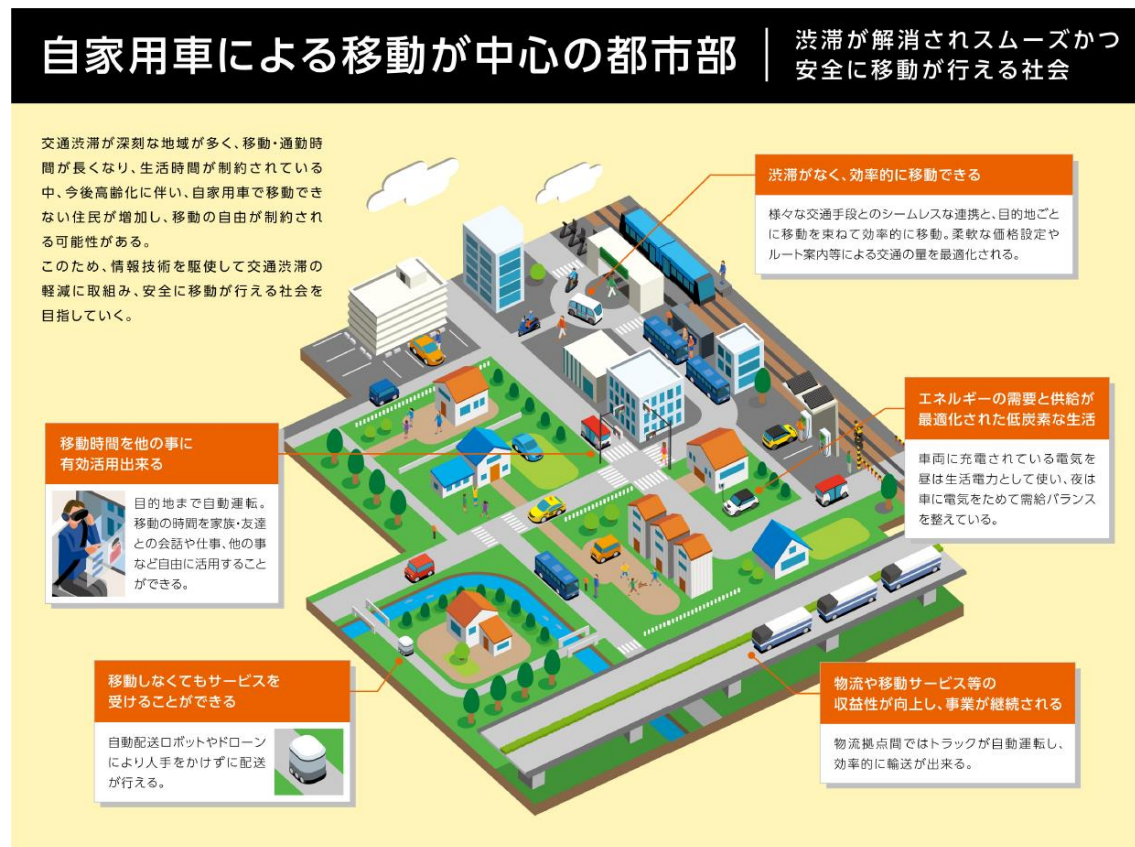 自家用車による移動が中心の都市部
渋滞が解消されスムーズかつ
安全に移動が行える社会
交通渋滞が深刻な地域が多く、移動・通勤時
間が長くなり、生活時間が制約されている
中、今後高齢化に伴い、自家用車で移動でき
ない住民が増加し、移動の自由が制約され
る可能性がある。
このため、情報技術を駆使して交通渋滞の
軽減に取組み、安全に移動が行える社会を
目指していく。
渋滞がなく、効率的に移動できる
様々な交通手段とのシームレスな連携と、目的地ごと
に移動を束ねて効率的に移動。柔軟な価格設定や
ルート案内等による交通の量を最適化される。
エネルギーの需要と供給が
最適化された低炭素な生活
車両に充電されている電気を
昼は生活電力として使い、夜は
車に電気をためて需給バランス
を整えている。
移動時間を他の事に
有効活用出来る
目的地まで自動運転。
移動の時間を家族・友達
との会話や仕事、他の事
など自由に活用すること
ができる。
移動しなくてもサービスを
受けることができる
自動配送ロボットやドローン
により人手をかけずに配送
が行える。
物流や移動サービス等の
収益性が向上し、事業が継続される
物流拠点間ではトラックが自動運転し、
効率的に輸送が出来る。